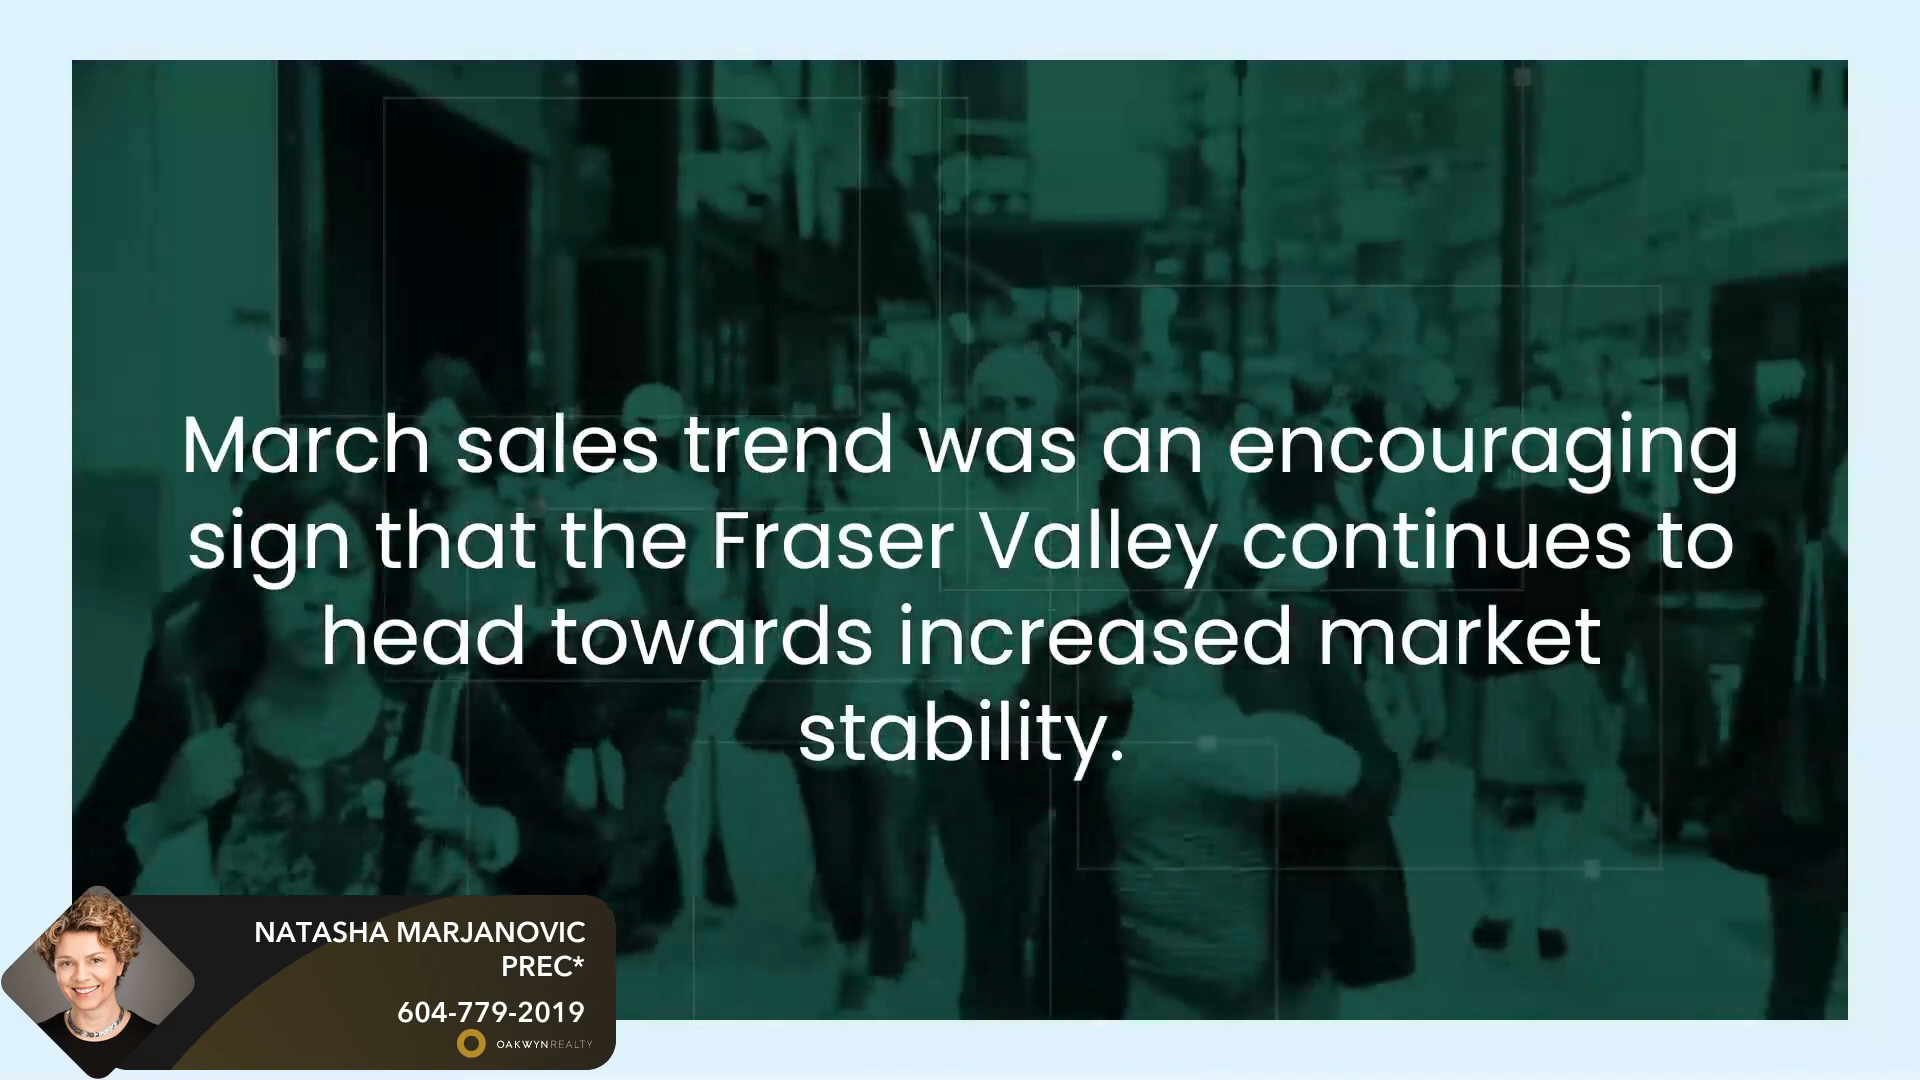 March sales trend was an encouraging
sign that the Fraser Valley continues to
head towards increased market
stability.
NATASHA MARJANOVIC
PREC*
604-779-2019
OAKWYNREALTY